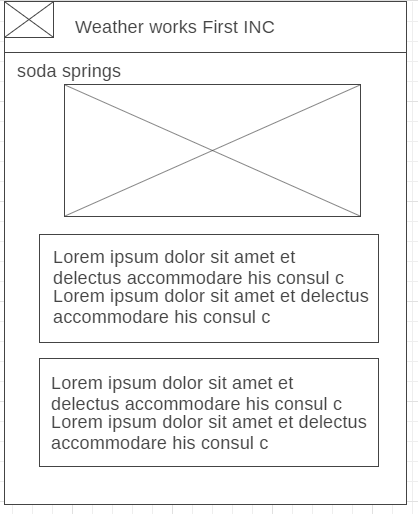 Weather works First INC
soda springs
Lorem ipsum dolor sit amet et
delectus accommodare his consul c
Lorem ipsum dolor sit amet et delectus
accommodare his consul c
Lorem ipsum dolor sit amet et
delectus accommodare his consul c
Lorem ipsum dolor sit amet et delectus
accommodare his consul c